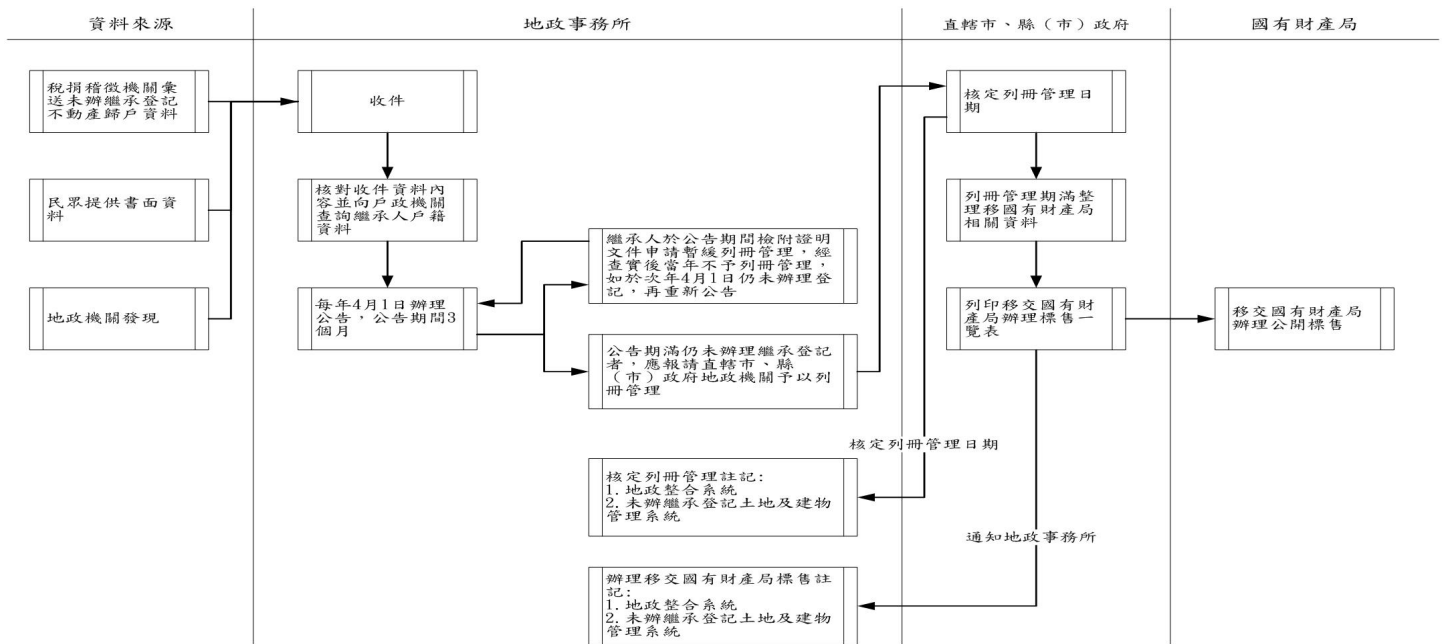 資料來源
地政事務所
直轄市、縣（市）政府
國有財產局
稅捐稽徵機關彙
送未辦繼承登記
不動產歸戶資料
民眾提供書面資
料
地政機關發現
收件
核對收件資料內
容並向戶政機關
查詢繼承人戶籍
資料
每年4月1日辦理
公告，公告期間3
個月
繼承人於公告期間檢附證明
文件申請暫緩列冊管理，經
查實後當年不予列冊管理，
如於次年4月1日仍未辦理登
記，再重新公告
公告期滿仍未辦理繼承登記
者，應報請直轄市、縣
（市）政府地政機關予以列
冊管理
核定列冊管理日
期
列冊管理期滿整
理移國有財產局
相關資料
列印移交國有財
產局辦理標售一
覽表
移交國有財產局
辦理公開標售
核定列冊管理日期
核定列冊管理註記:
1.地政整合系統
2.未辦繼承登記土地及建物
管理系統
通知地政事務所
辦理移交國有財產局標售註
記:
1.地政整合系統
2.未辦繼承登記土地及建物
管理系統